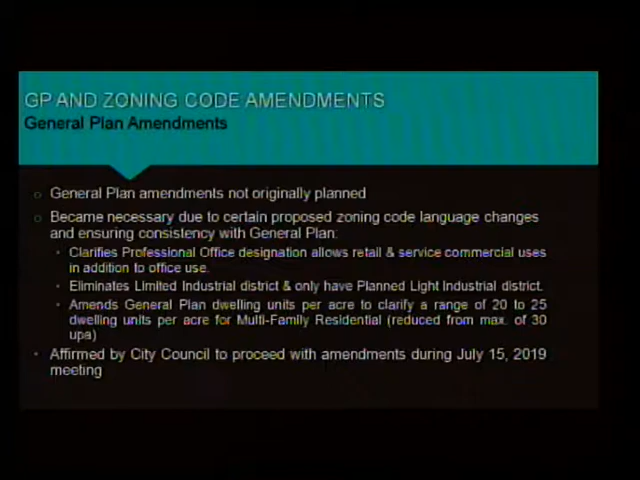 GP AND ZONING CODE AMENDMENTS
General Plan Amendments
General Plan amendments not originally planned
Became necessary due to certain proposed zoning code language changes
and ensuring consistency with General Plan:
Clarifies Professional Office designation allows retail & service commercial uses
in addition to office use.
Eliminates Limited Industrial district & only have Planned Light Industrial district.
Amends General Plan dwelling units per acre to clarify a range of 20 to 25
dwelling units per acre for Multi-Family Residential (reduced from max. of 30
upa)
Affirmed by City Council to proceed with amendments during July 15, 2019
meeting